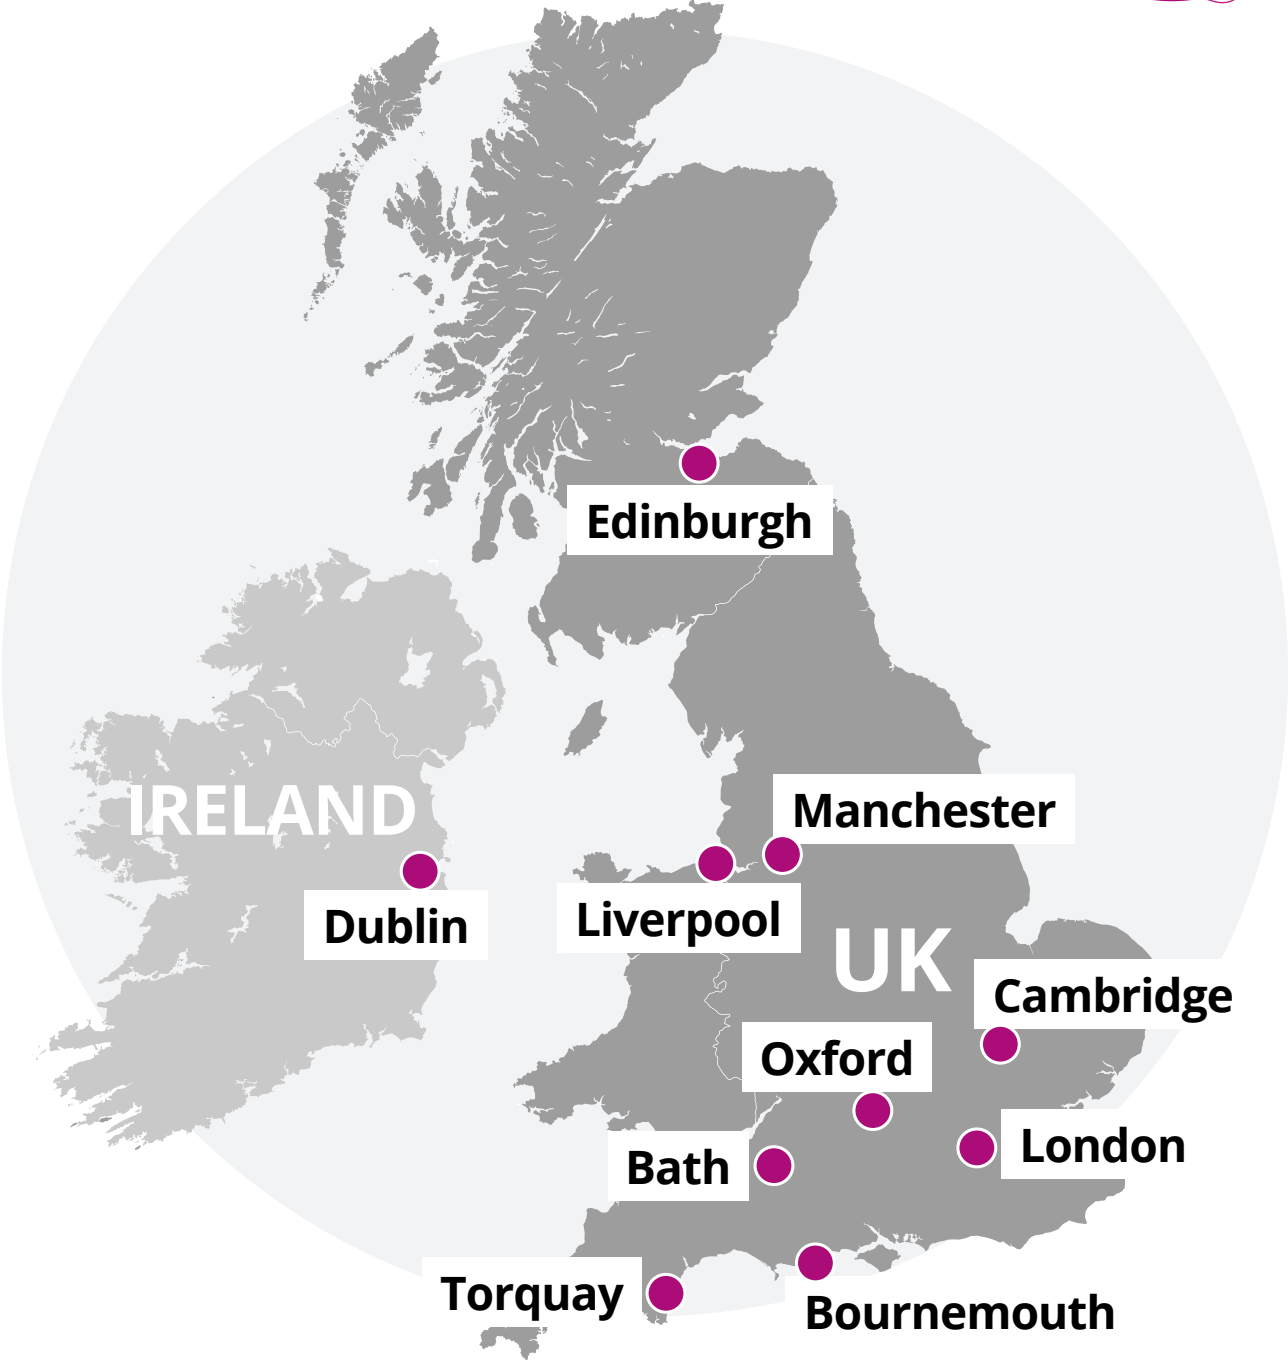 Edinburgh
IRELAND
Manchester
Dublin
Liverpool
UK
Cambridge
Oxford
London
Bath
Torquay
Bournemouth